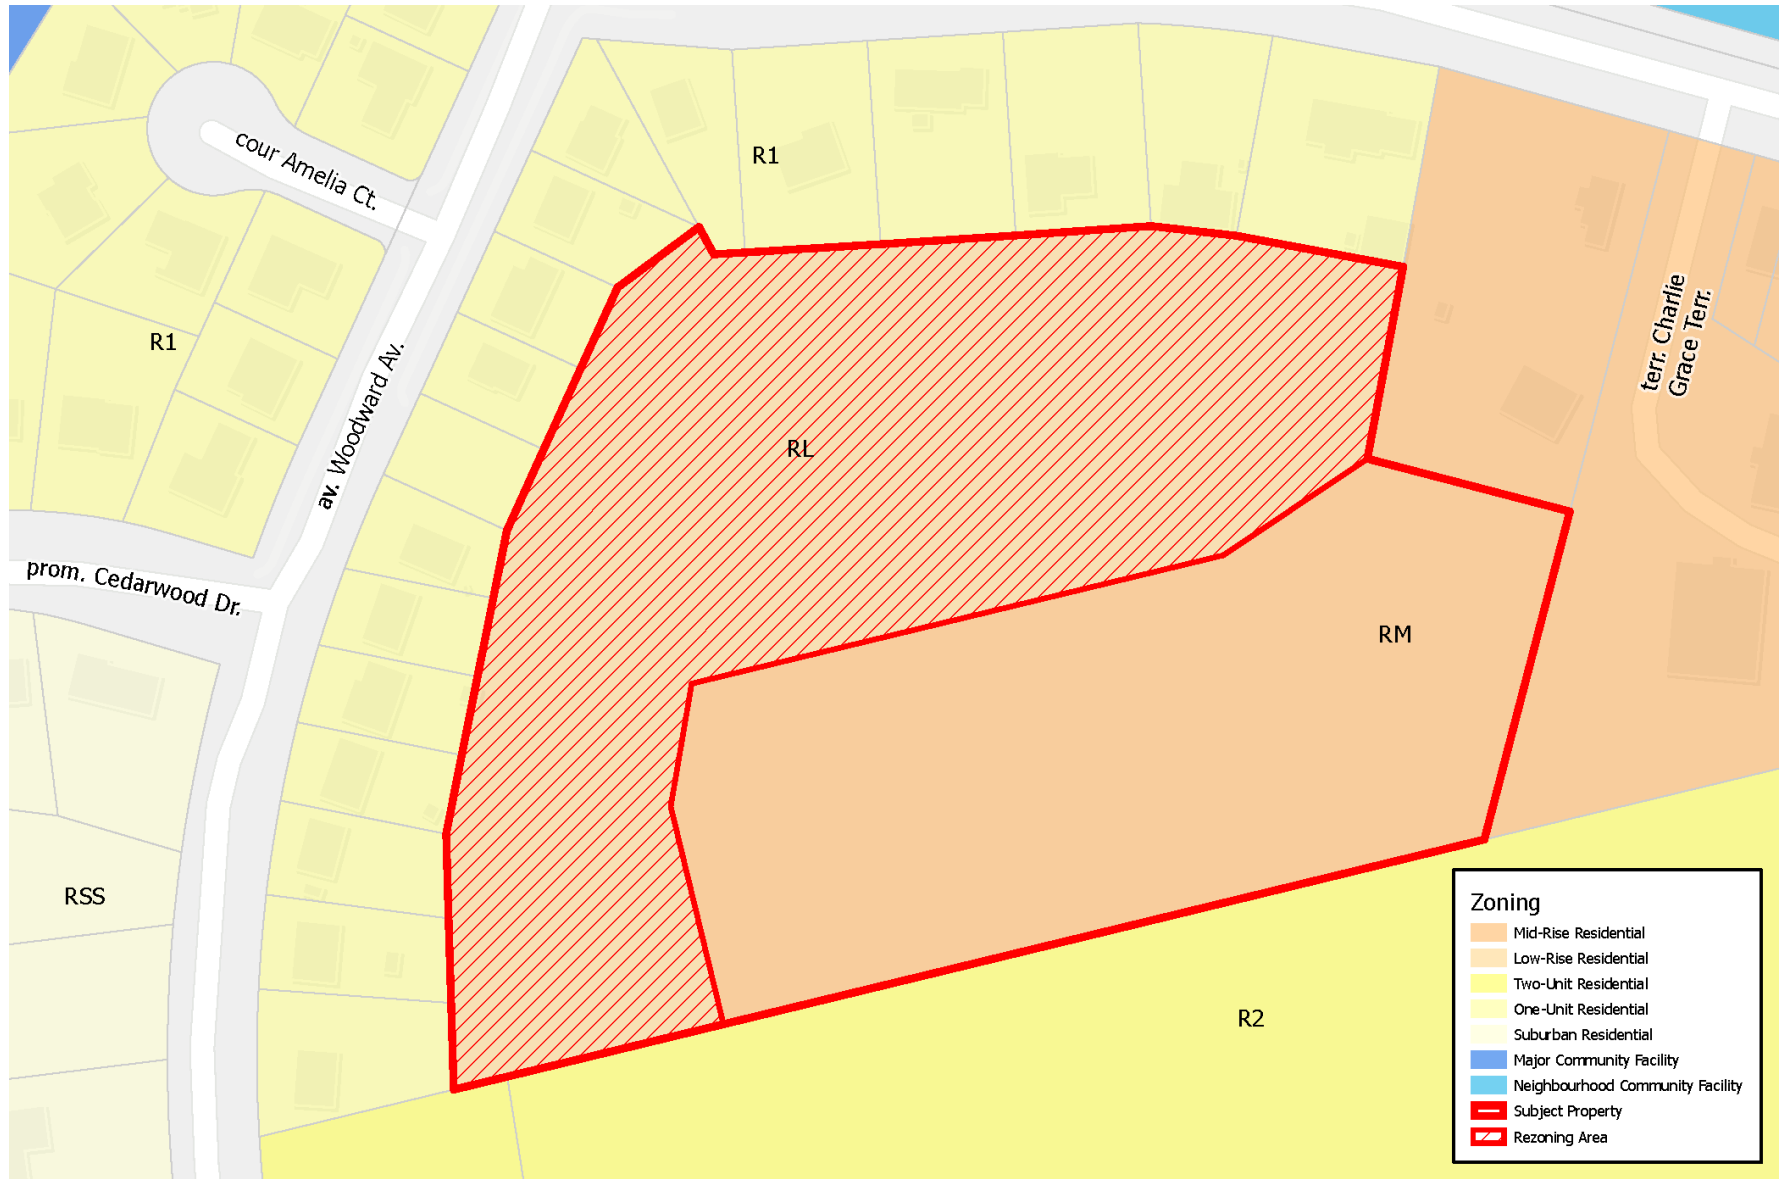 cour Amelia Ct.
R1
R1
av. Woodward Av.
terr. Charlie
Grace Terr.
RL
prom. Cedarwood Dr.
RM
RSS
R2
Zoning
Mid-Rise Residential
Low-Rise Residential
Two-Unit Residential
One-Unit Residential
Suburban Residential
Major Community Facility
Neighbourhood Community Facility
Subject Property
Rezoning Area